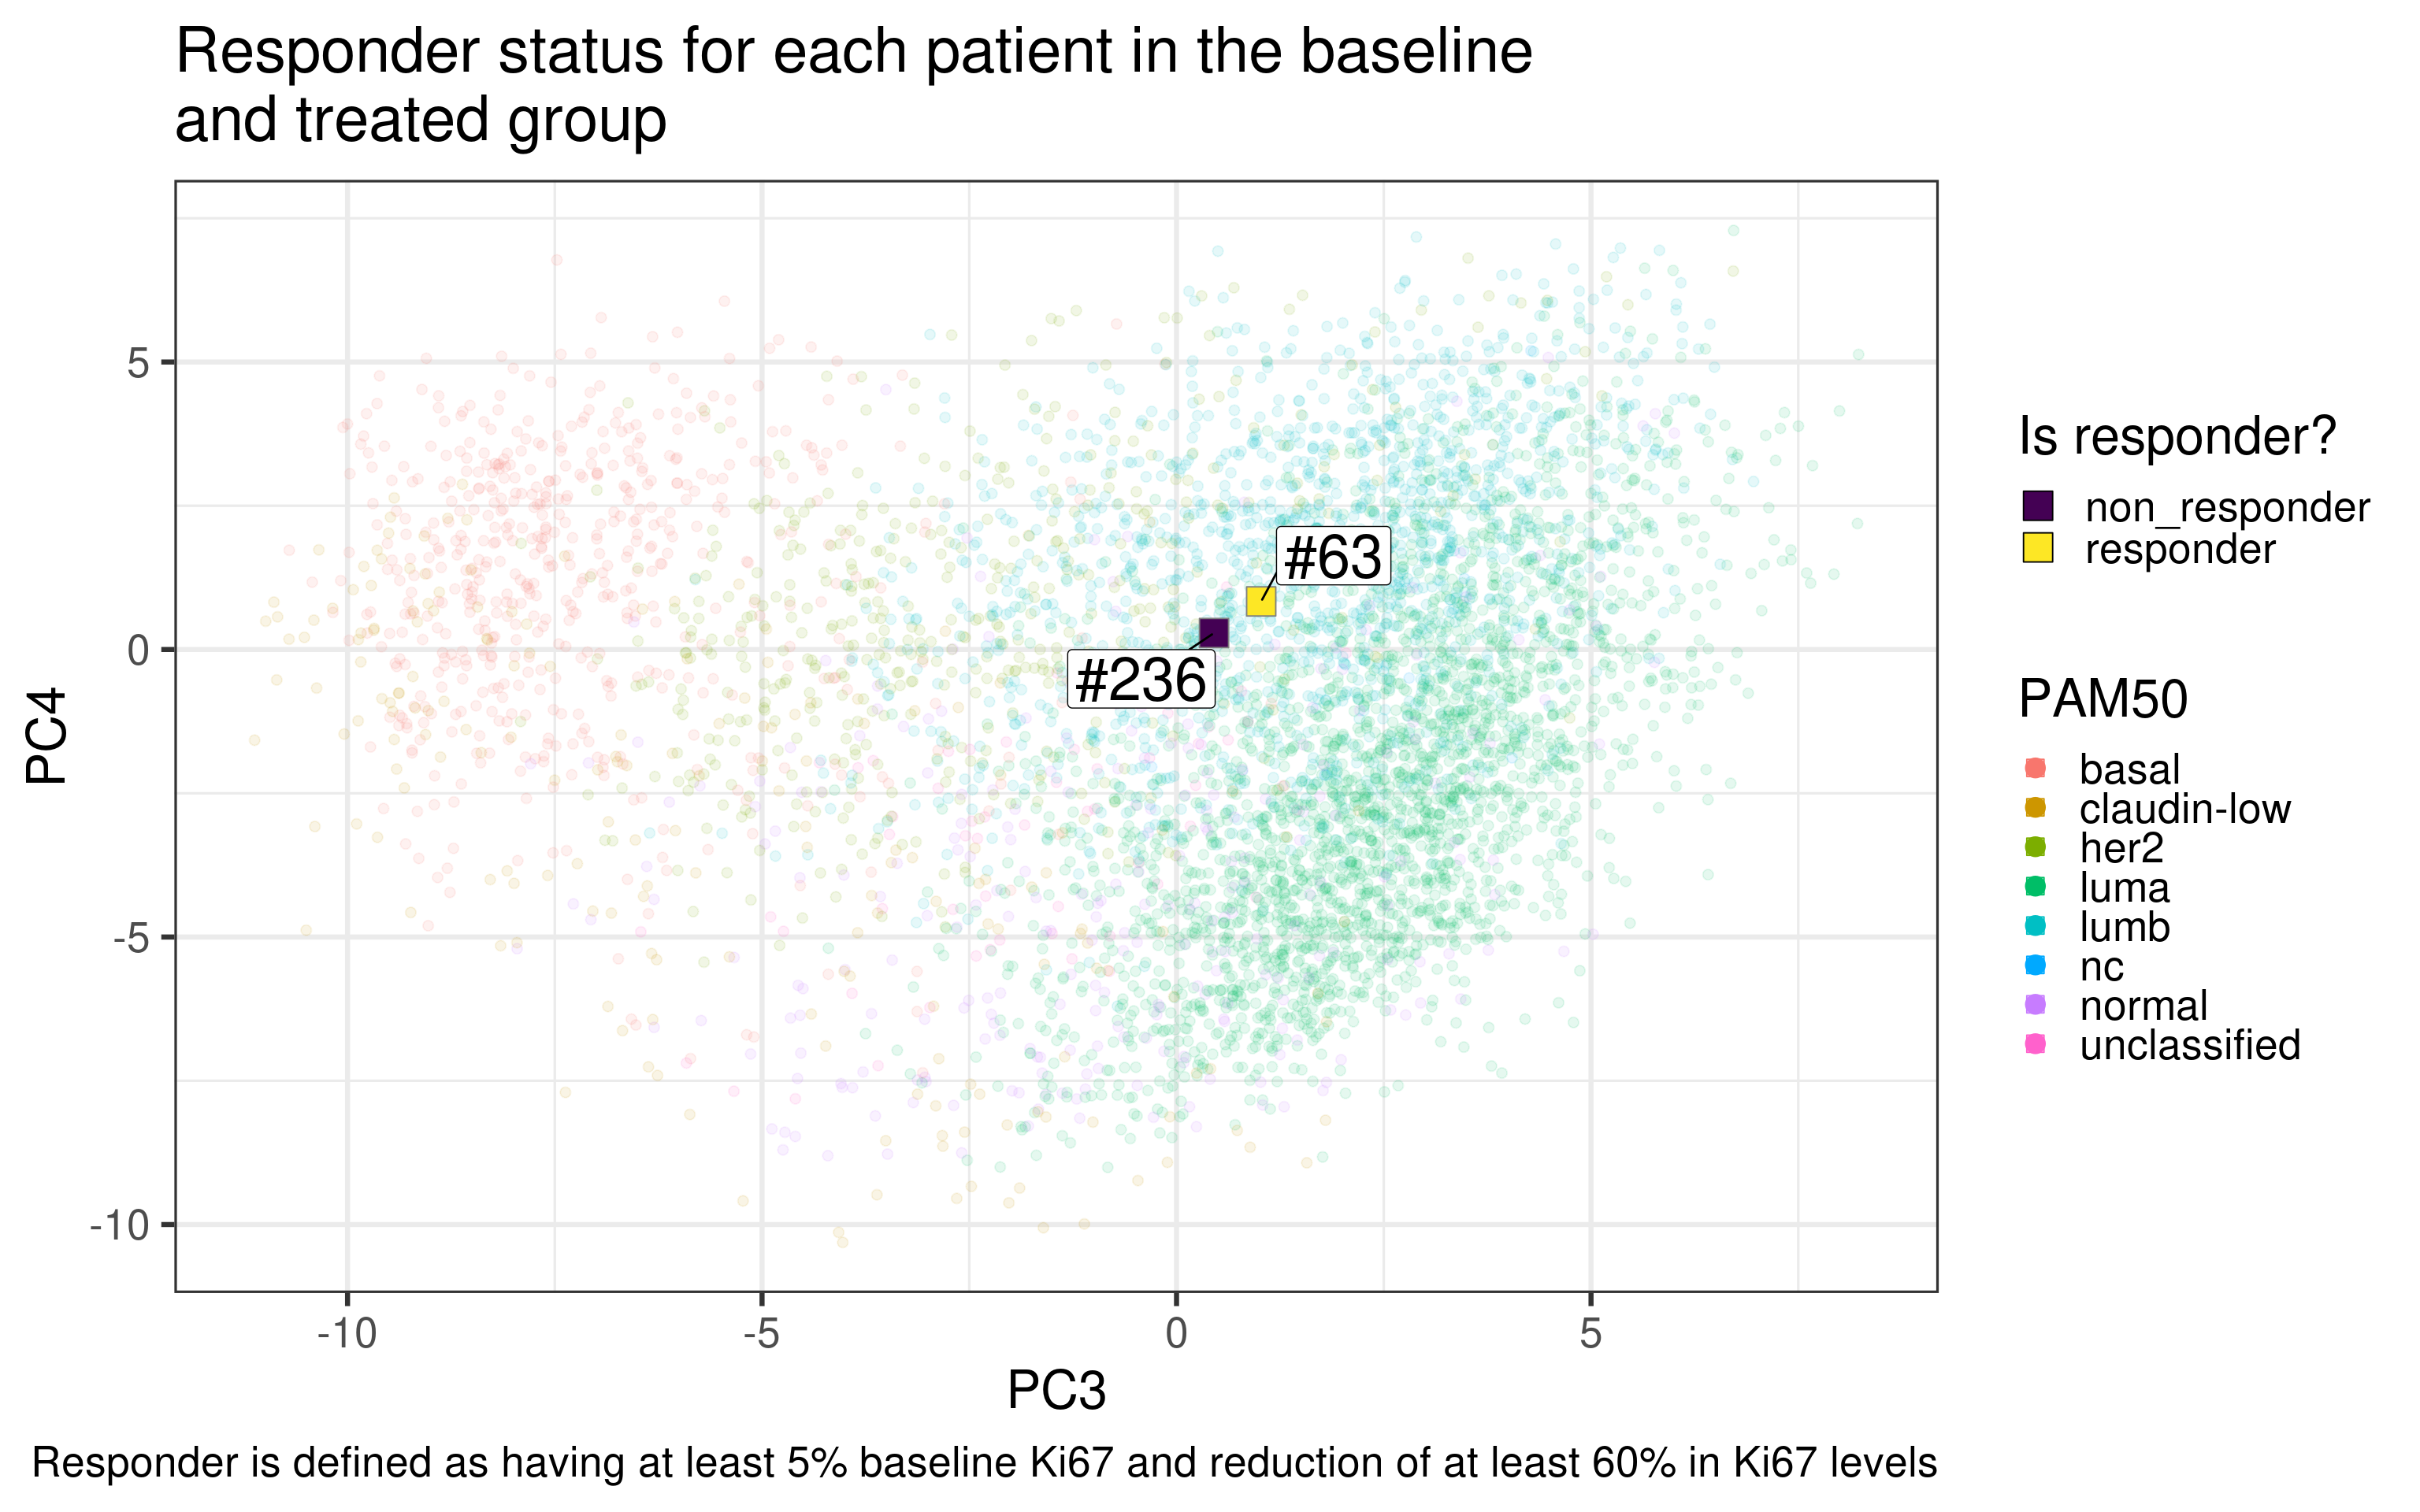 Responder status for each patient in the baseline
and treated group
PC4
5
0
-5
-10
#63
#236
-10
-5
0
5
PC3
Is responder?
non_responder
responder
PAM50
basal
claudin-low
her2
luma
lumb
nc
normal
unclassified
Responder is defined as having at least 5% baseline Ki67 and reduction of at least 60% in Ki67 levels